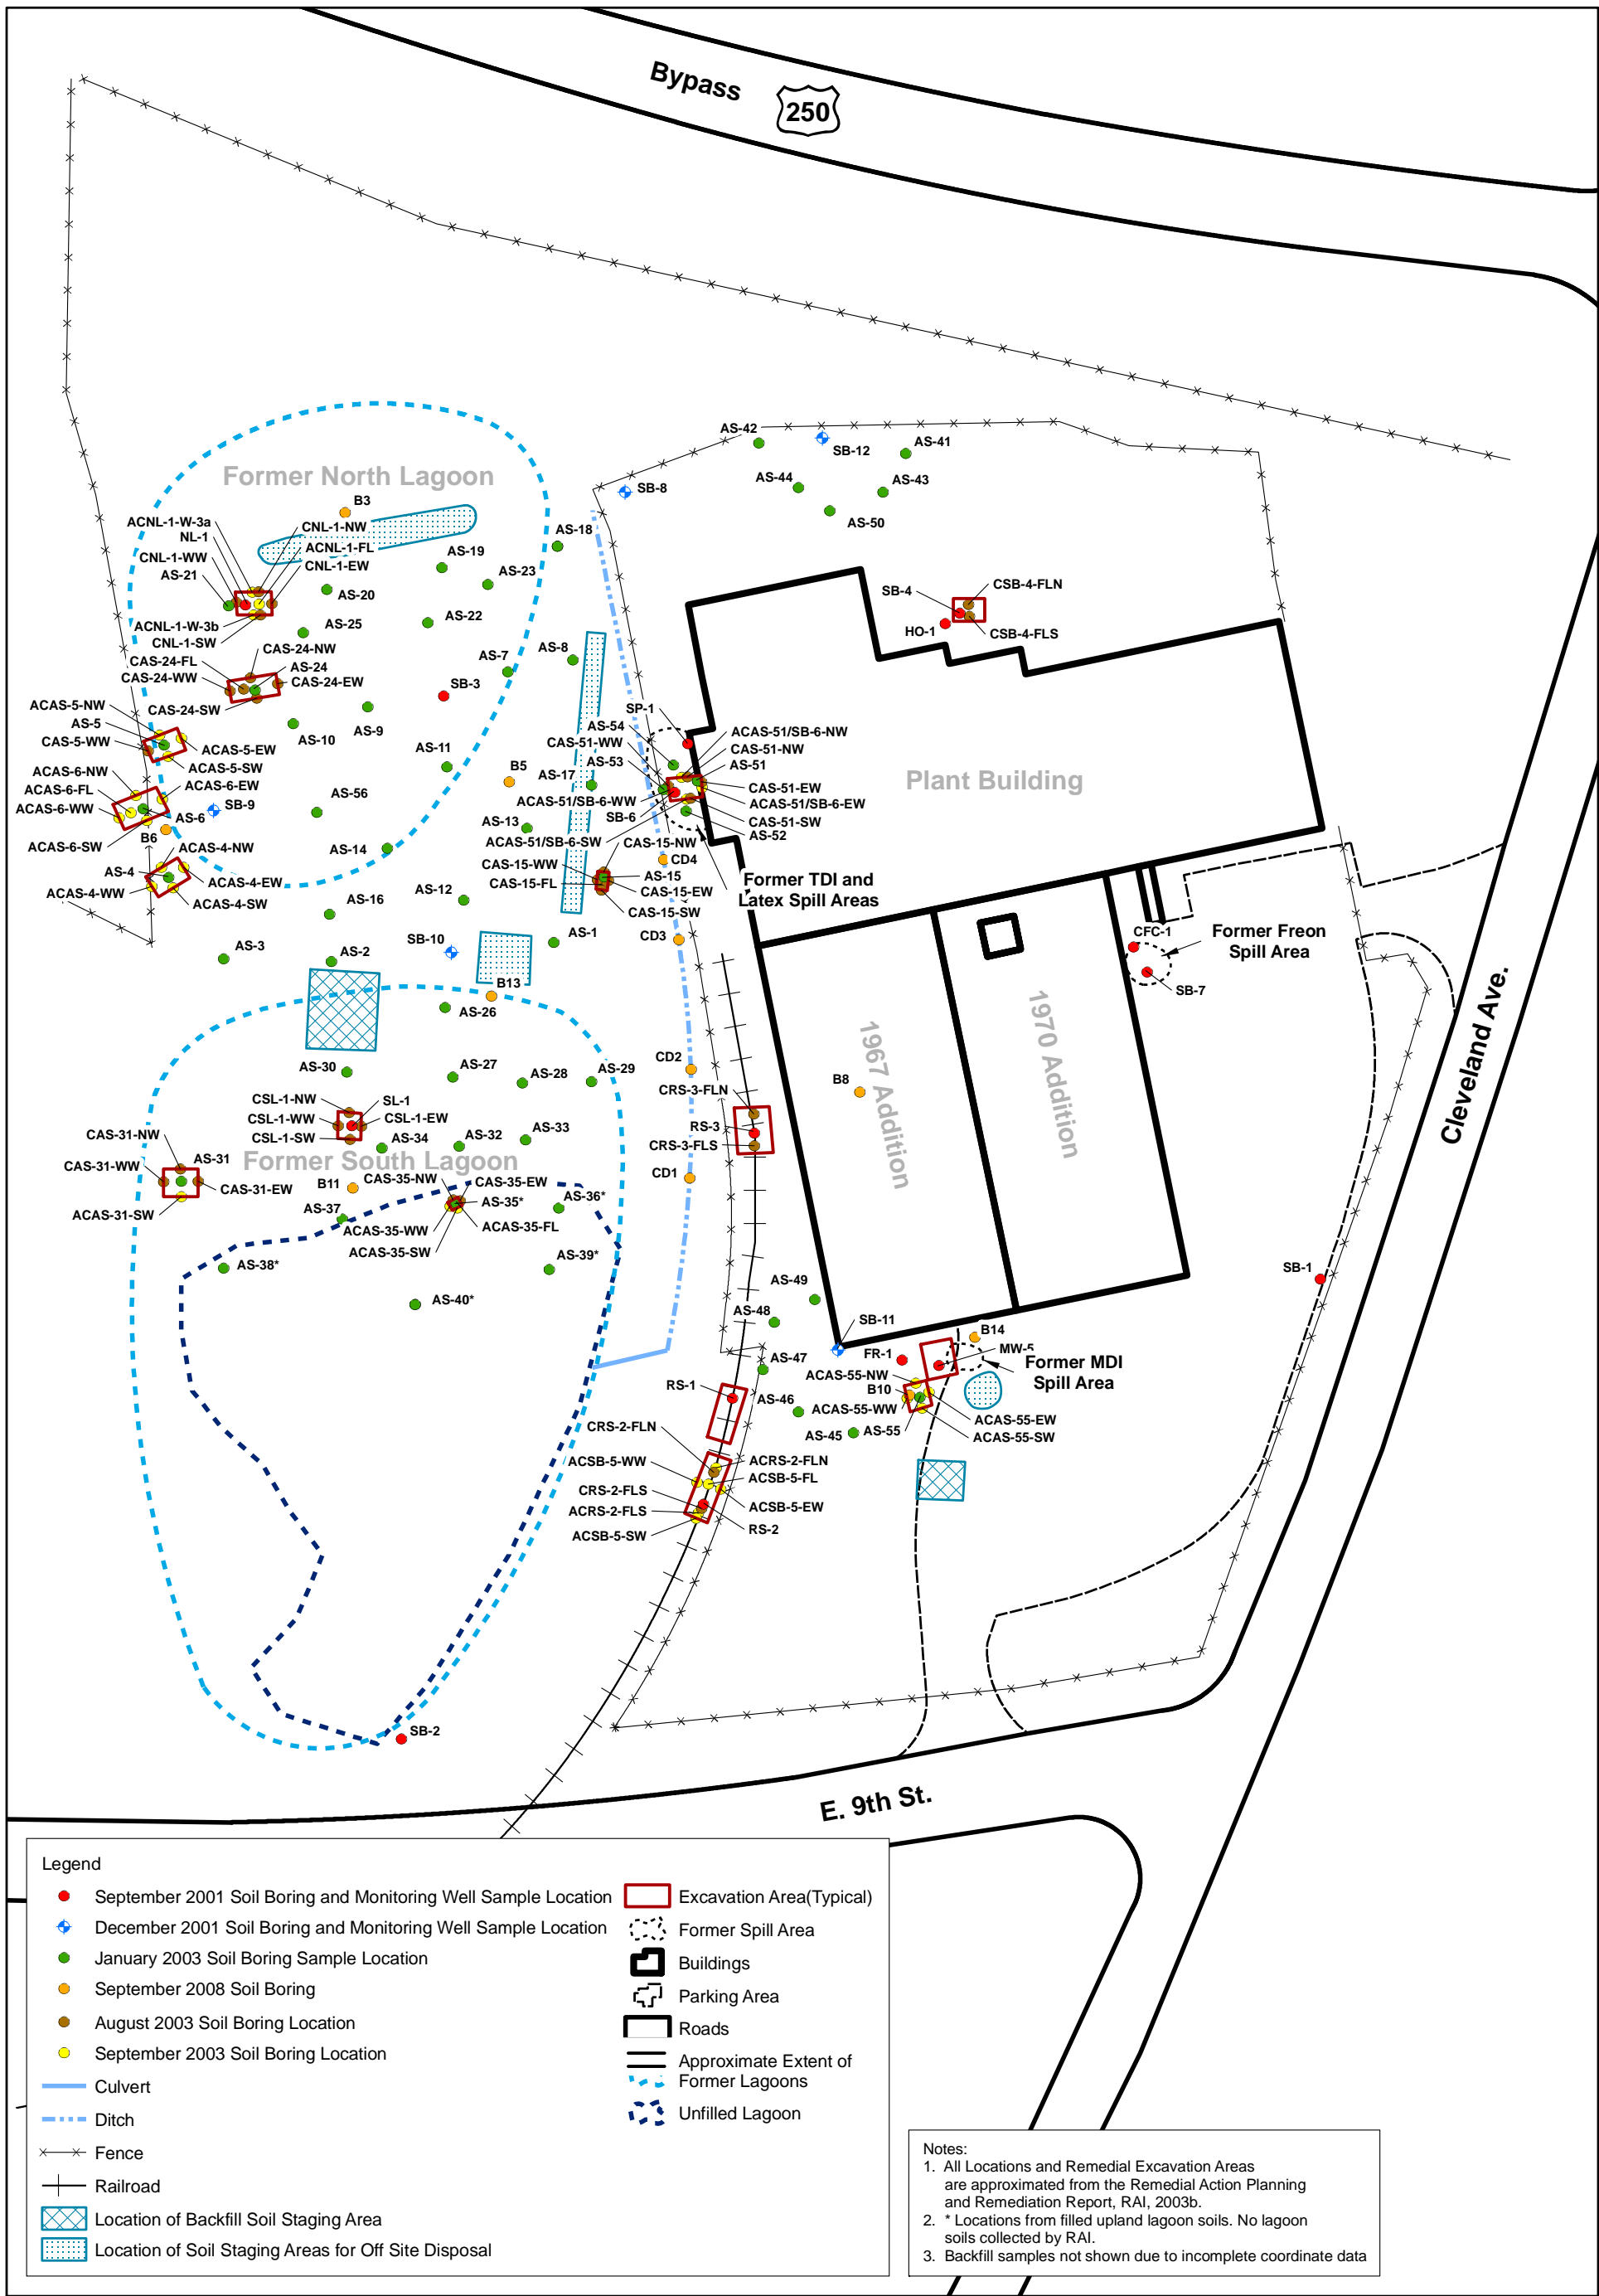 Bypass
250
AS-42
SB-12
AS-41
Former North Lagoon
SB-8
AS-44
AS-43
B3
AS-50
ACNL-1-W-3a
CNL-1-NW
NL-1
ACNL-1-FL
AS-18
CNL-1-WW
CNL-1-EW
AS-19
AS-21
AS-23
AS-20
SB-4
CSB-4-FLN
ACNL-1-W-3b
AS-25
AS-22
HO-1
CSB-4-FLS
CNL-1-SW
CAS-24-NW
CAS-24-FL
AS-24
AS-7
AS-8
CAS-24-WW
CAS-24-EW
SB-3
CAS-24-SW
ACAS-5-NW
SP-1
AS-5
AS-10
AS-9
AS-54
ACAS-51/SB-6-NW
CAS-5-WW
ACAS-5-EW
CAS-51-WW
CAS-51-NW
ACAS-5-SW
AS-11
AS-53
AS-51
ACAS-6-NW
ACAS-6-EW
B5
AS-17
CAS-51-EW
Plant Building
ACAS-6-FL
SB-9
AS-56
ACAS-51/SB-6-WW
ACAS-51/SB-6-EW
ACAS-6-WW
AS-6
SB-6
CAS-51-SW
B6
AS-13
ACAS-51/SB-6-SW
AS-52
ACAS-6-SW
ACAS-4-NW
AS-14
CAS-15-NW
AS-4
CAS-15-WW
CD4
ACAS-4-EW
CAS-15-FL
AS-15
Former TDI and
Latex Spill Areas
ACAS-4-WW
ACAS-4-SW
AS-12
CAS-15-EW
AS-16
CAS-15-SW
AS-3
AS-2
SB-10
AS-1
CD3
CFC-1
Former Freon
Spill Area
SB-7
B13
AS-26
1967 Addition
1970 Addition
Cleveland Ave.
AS-30
AS-27
AS-28
AS-29
CD2
B8
CSL-1-NW
SL-1
CRS-3-FLN
CSL-1-WW
CSL-1-EW
RS-3
CSL-1-SW
AS-34
AS-32
AS-33
CRS-3-FLS
CAS-31-NW
AS-31
Former South Lagoon
CAS-31-WW
CAS-31-EW
B11
CAS-35-NW
CAS-35-EW
CD1
ACAS-31-SW
AS-37
AS-35*
AS-36*
ACAS-35-WW
ACAS-35-FL
ACAS-35-SW
AS-38*
AS-39*
AS-40*
AS-49
SB-1
AS-48
SB-11
B14
AS-47
FR-1
MW-5
Former MDI
Spill Area
ACAS-55-NW
RS-1
AS-46
B10
ACAS-55-WW
ACAS-55-EW
CRS-2-FLN
AS-45
AS-55
ACAS-55-SW
ACSB-5-WW
ACRS-2-FLN
ACSB-5-FL
CRS-2-FLS
ACSB-5-EW
ACRS-2-FLS
RS-2
ACSB-5-SW
SB-2
E. 9th St.
Legend
September 2001 Soil Boring and Monitoring Well Sample Location
December 2001 Soil Boring and Monitoring Well Sample Location
January 2003 Soil Boring Sample Location
September 2008 Soil Boring
August 2003 Soil Boring Location
September 2003 Soil Boring Location
Culvert
Ditch
Fence
Railroad
Location of Backfill Soil Staging Area
Location of Soil Staging Areas for Off Site Disposal
Excavation Area(Typical)
Former Spill Area
Buildings
Parking Area
Roads
Approximate Extent of
Former Lagoons
Unfilled Lagoon
Notes:
1. All Locations and Remedial Excavation Areas
are approximated from the Remedial Action Planning
and Remediation Report, RAI, 2003b.
2. * Locations from filled upland lagoon soils. No lagoon
soils collected by RAI.
3. Backfill samples not shown due to incomplete coordinate data